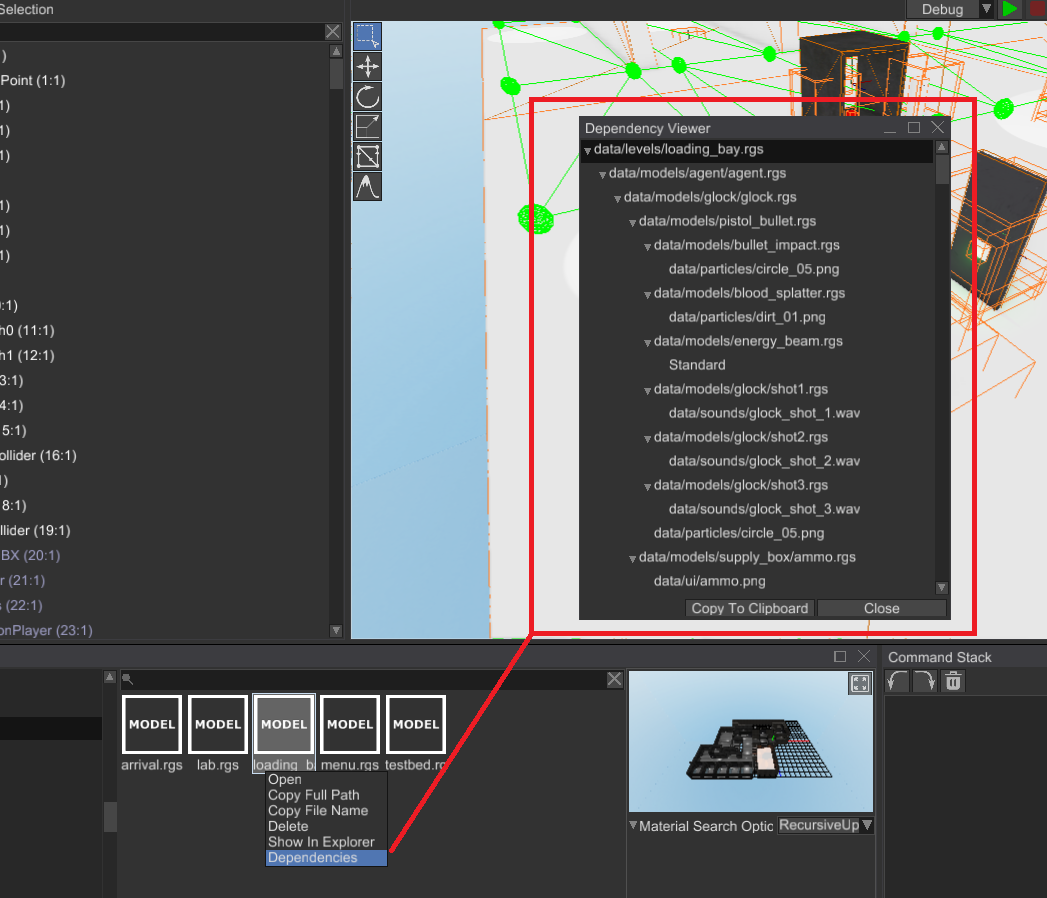 Selection
Debug
)
Point (1:1)
1)
1)
1)
1)
1)
1)
:1)
h0 (11:1)
h1 (12:1)
3:1)
4:1)
5:1)
ollider (16:1)
1)
8:1)
llider (19:1)
BX (20:1)
r (21:1)
s (22:1)
onPlayer (23:1)
Dependency Viewer
data/levels/loading_bay.rgs
data/models/agent/agent.rgs
data/models/glock/glock.rgs
data/models/pistol_bullet.rgs
data/models/bullet_impact.rgs
data/particles/circle_05.png
data/models/blood_splatter.rgs
data/particles/dirt_01.png
data/models/energy_beam.rgs
Standard
data/models/glock/shot1.rgs
data/sounds/glock_shot_1.wav
data/models/glock/shot2.rgs
data/sounds/glock_shot_2.wav
data/models/glock/shot3.rgs
data/sounds/glock_shot_3.wav
data/particles/circle_05.png
data/models/supply_box/ammo.rgs
data/ui/ammo.png
Copy To Clipboard Close
MODEL MODEL MODEL MODEL MODEL
arrival.rgs lab.rgs loading_b menu.rgs testbed.rg
Open
Copy Full Path
Copy File Name
Delete
Show In Explorer
Dependencies
Material Search Optic RecursiveUp
Command Stack